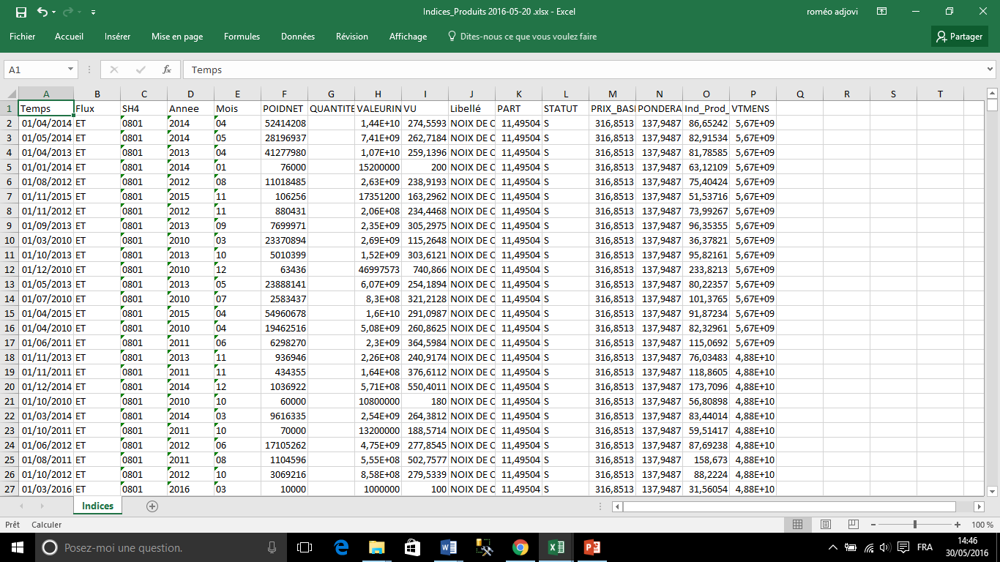 Indices_Produits 2016-05-20 .xlsx - Excel roméo adjovi
Fichier Accueil Insérer Mise en page Formules Données Révision Affichage Dites-nous ce que vous voulez faire Partager
A1 fx Temps
A B C D E F G H I J K L M N O P Q R S T
1 Temps Flux SH4 Annee Mois POIDNET QUANTITE VALEURIN VU Libellé PART STATUT PRIX_BASI PONDERA Ind_Prod_ VTMENS
2 01/04/2014 ET 0801 2014 04 52414208 1,44E+10 274,5593 NOIX DE C 11,49504 S 316,8513 137,9487 86,65242 5,67E+09
3 01/05/2014 ET 0801 2014 05 28196937 7,41E+09 262,7184 NOIX DE C 11,49504 S 316,8513 137,9487 82,91534 5,67E+09
4 01/04/2013 ET 0801 2013 04 41277980 1,07E+10 259,1396 NOIX DE C 11,49504 S 316,8513 137,9487 81,78585 5,67E+09
5 01/01/2014 ET 0801 2014 01 76000 15200000 200 NOIX DE C 11,49504 S 316,8513 137,9487 63,12109 5,67E+09
6 01/08/2012 ET 0801 2012 08 11018485 2,63E+09 238,9193 NOIX DE C 11,49504 S 316,8513 137,9487 75,40424 5,67E+09
7 01/11/2015 ET 0801 2015 11 106256 17351200 163,2962 NOIX DE C 11,49504 S 316,8513 137,9487 51,53716 5,67E+09
8 01/11/2012 ET 0801 2012 11 880431 2,06E+08 234,4468 NOIX DE C 11,49504 S 316,8513 137,9487 73,99267 5,67E+09
9 01/09/2013 ET 0801 2013 09 7699971 2,35E+09 305,2975 NOIX DE C 11,49504 S 316,8513 137,9487 96,35355 5,67E+09
10 01/03/2010 ET 0801 2010 03 23370894 2,69E+09 115,2648 NOIX DE C 11,49504 S 316,8513 137,9487 36,37821 5,67E+09
11 01/10/2013 ET 0801 2013 10 5010399 1,52E+09 303,6121 NOIX DE C 11,49504 S 316,8513 137,9487 95,82161 5,67E+09
12 01/12/2010 ET 0801 2010 12 63436 46997573 740,866 NOIX DE C 11,49504 S 316,8513 137,9487 233,8213 5,67E+09
13 01/05/2013 ET 0801 2013 05 23888141 6,07E+09 254,1894 NOIX DE C 11,49504 S 316,8513 137,9487 80,22357 5,67E+09
14 01/07/2010 ET 0801 2010 07 2583437 8,3E+08 321,2128 NOIX DE C 11,49504 S 316,8513 137,9487 101,3765 5,67E+09
15 01/04/2015 ET 0801 2015 04 54960678 1,6E+10 291,0987 NOIX DE C 11,49504 S 316,8513 137,9487 91,87234 5,67E+09
16 01/04/2010 ET 0801 2010 04 19462516 5,08E+09 260,8625 NOIX DE C 11,49504 S 316,8513 137,9487 82,32961 5,67E+09
17 01/06/2011 ET 0801 2011 06 6298270 2,3E+09 364,5984 NOIX DE C 11,49504 S 316,8513 137,9487 115,0692 5,67E+09
18 01/11/2013 ET 0801 2013 11 936946 2,26E+08 240,9174 NOIX DE C 11,49504 S 316,8513 137,9487 76,03483 4,88E+10
19 01/11/2011 ET 0801 2011 11 434355 1,64E+08 376,6112 NOIX DE C 11,49504 S 316,8513 137,9487 118,8605 4,88E+10
20 01/12/2014 ET 0801 2014 12 1036922 5,71E+08 550,4011 NOIX DE C 11,49504 S 316,8513 137,9487 173,7096 4,88E+10
21 01/10/2010 ET 0801 2010 10 60000 10800000 180 NOIX DE C 11,49504 S 316,8513 137,9487 56,80898 4,88E+10
22 01/03/2014 ET 0801 2014 03 9616335 2,54E+09 264,3812 NOIX DE C 11,49504 S 316,8513 137,9487 83,44014 4,88E+10
23 01/10/2011 ET 0801 2011 10 70000 13200000 188,5714 NOIX DE C 11,49504 S 316,8513 137,9487 59,51417 4,88E+10
24 01/06/2012 ET 0801 2012 06 17105262 4,75E+09 277,8545 NOIX DE C 11,49504 S 316,8513 137,9487 87,69238 4,88E+10
25 01/08/2011 ET 0801 2011 08 1104596 5,55E+08 502,7577 NOIX DE C 11,49504 S 316,8513 137,9487 158,673 4,88E+10
26 01/10/2012 ET 0801 2012 10 3069216 8,58E+08 279,5339 NOIX DE C 11,49504 S 316,8513 137,9487 88,2224 4,88E+10
27 01/03/2016 ET 0801 2016 03 10000 1000000 100 NOIX DE C 11,49504 S 316,8513 137,9487 31,56054 4,88E+10
Indices
Prêt Calculer 100 %
Posez-moi une question. FRA 14:46
30/05/2016